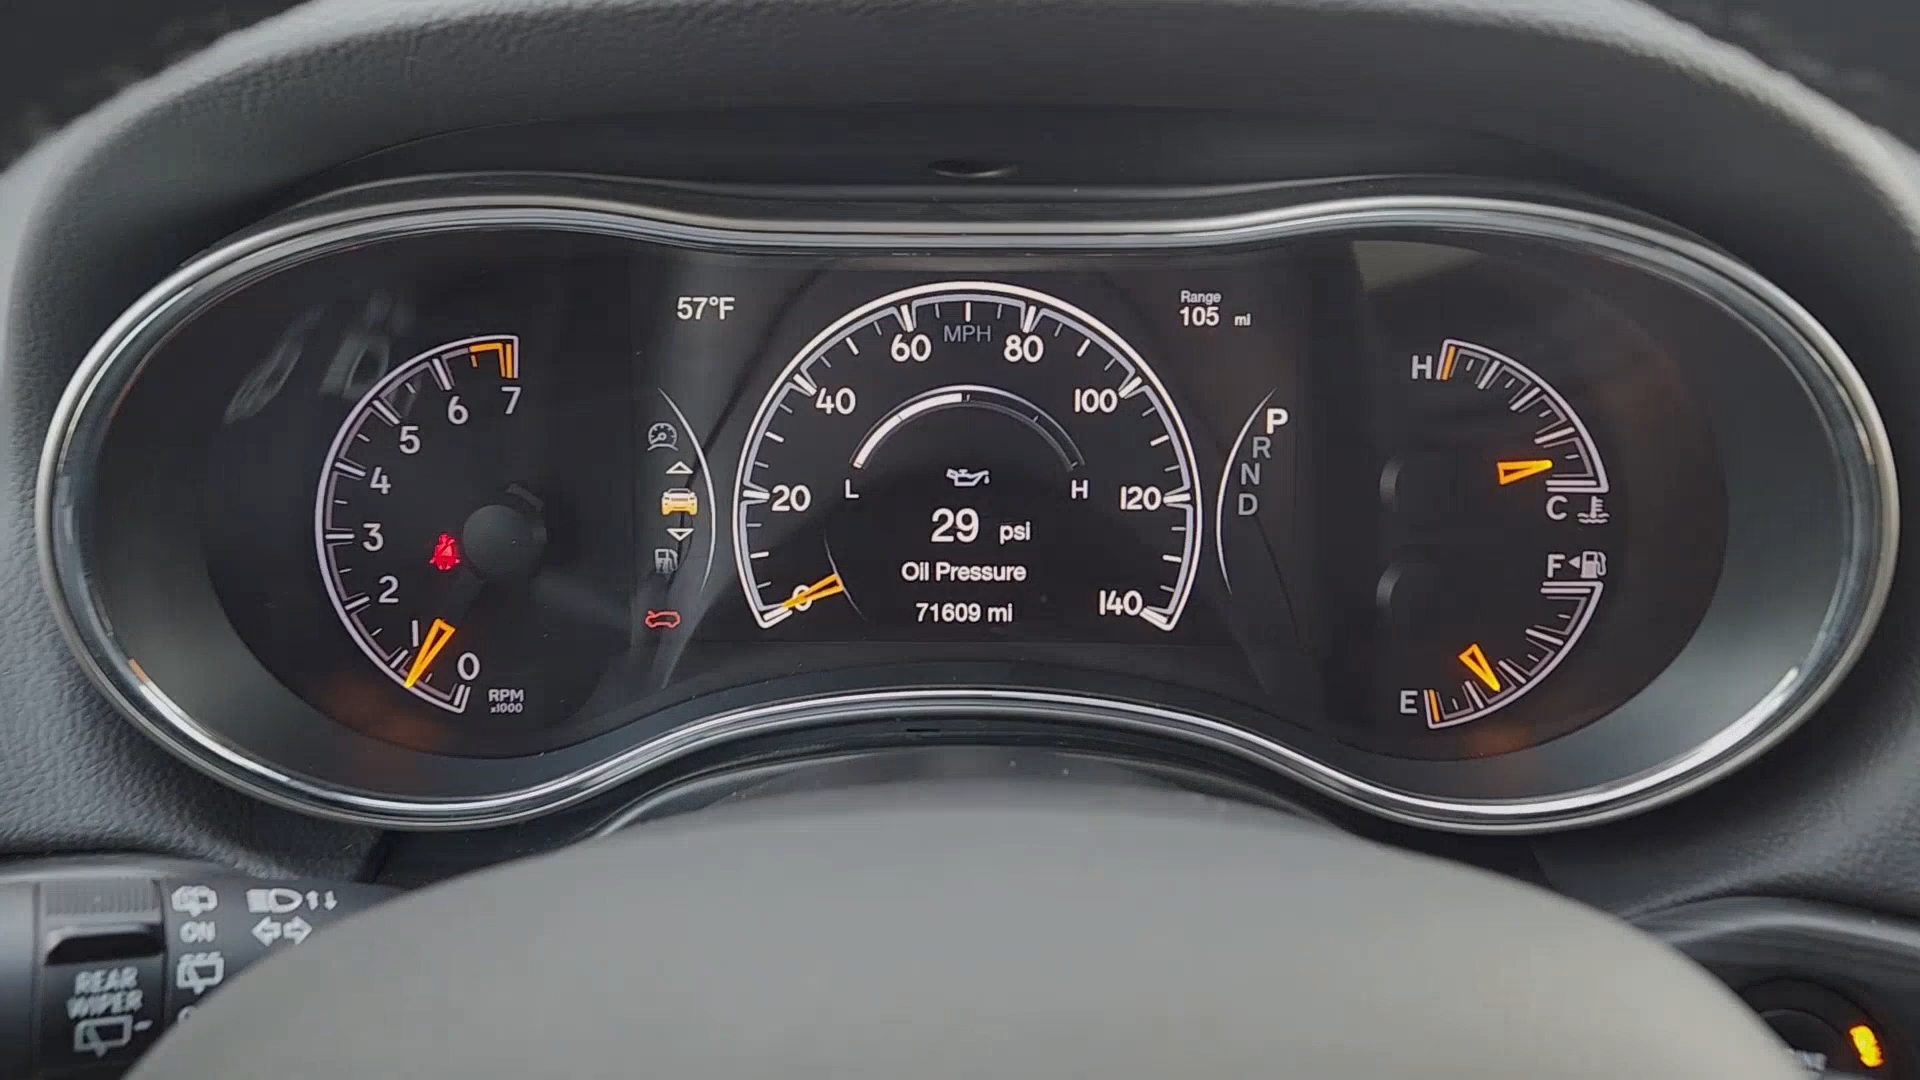 57°F
Range
105 mi
7
6
5
4
3
2
1
0
RPM
x1000
MPH
0
20
40
60
80
100
120
140
L
H
29 psi
Oil Pressure
71609 mi
P
R
N
D
H
C
F
E
ON
REAR
WIPER